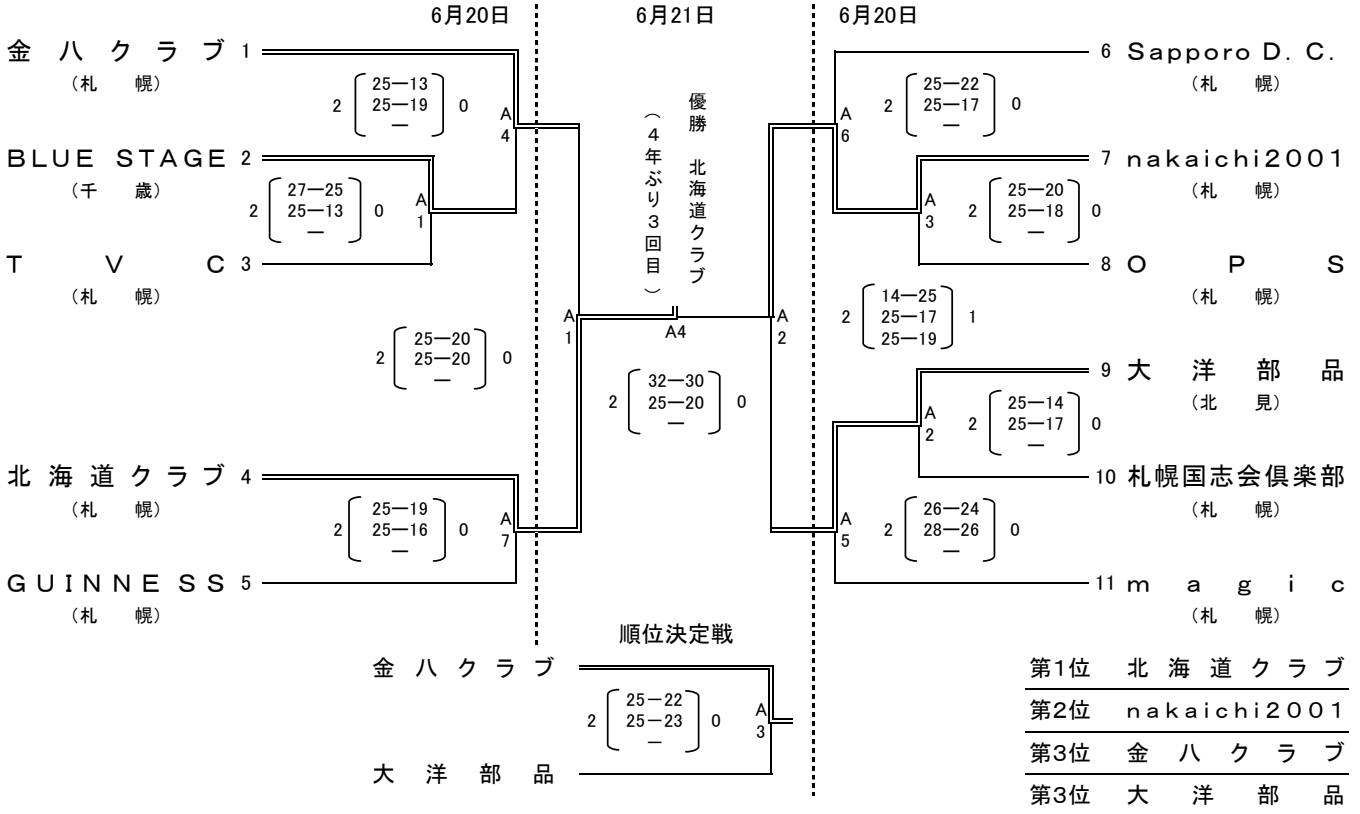 6月20日
6月21日
6月20日
金八クラブ 1
(札 幌)
2 25―13 0
25―19
―
A
4
BLUE STAGE 2
(千 歳)
2 27―25 0
25―13
―
A
1
T V C 3
(札 幌)
2 25―20 0
25―20
―
A
1
北海道クラブ 4
(札 幌)
2 25―19 0
25―16
―
A
7
GUINNESS 5
(札 幌)
優勝 北海道クラブ
(4年ぶり3回目)
A4
2 32―30 0
25―20
―
6 Sapporo D. C.
(札 幌)
2 25―22 0
25―17
―
A
6
7 nakaichi2001
(札 幌)
2 25―20 0
25―18
―
A
3
8 O P S
(札 幌)
2 14―25 1
25―17
25―19
A
2
9 大洋部品
(北 見)
2 25―14 0
25―17
―
A
2
10 札幌国志会倶楽部
(札 幌)
2 26―24 0
28―26
―
A
5
11 magic
(札 幌)
順位決定戦
金八クラブ
2 25―22 0
25―23
―
A
3
大洋部品
第1位 北海道クラブ
第2位 nakaichi2001
第3位 金八クラブ
第3位 大洋部品